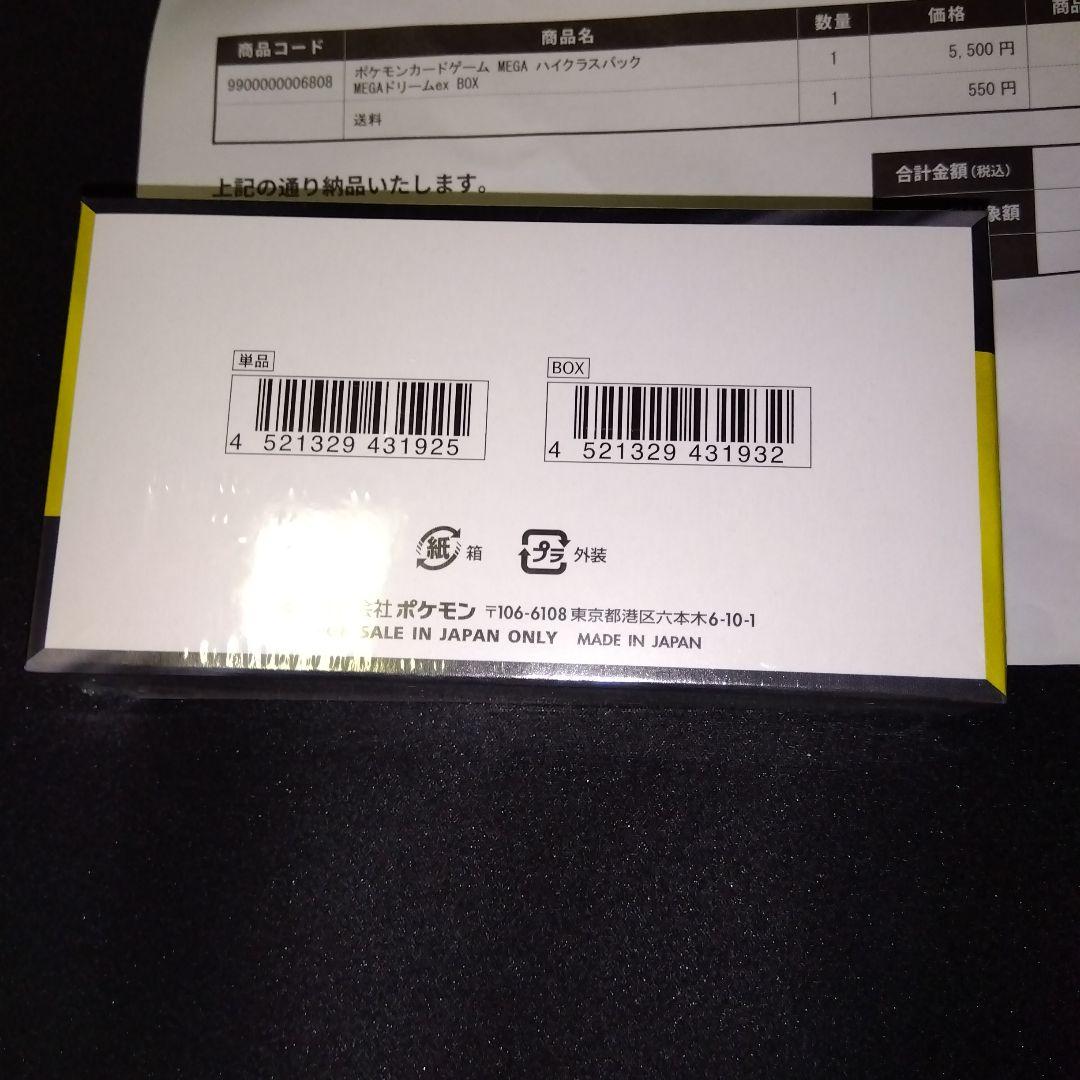 商品コード 商品名 数量 価格 商品
9900000006808 ポケモンカードゲーム MEGA ハイクラスパック 1 5,500円
MEGAドリームex BOX
送料 1 550円
上記の通り納品いたします。
合計金額(税込)
象額
単品
4 521329 431925
BOX
4 521329 431932
紙 箱
プラ 外装
会社 ポケモン 〒106-6108 東京都港区六本木6-10-1
SALE IN JAPAN ONLY MADE IN JAPAN